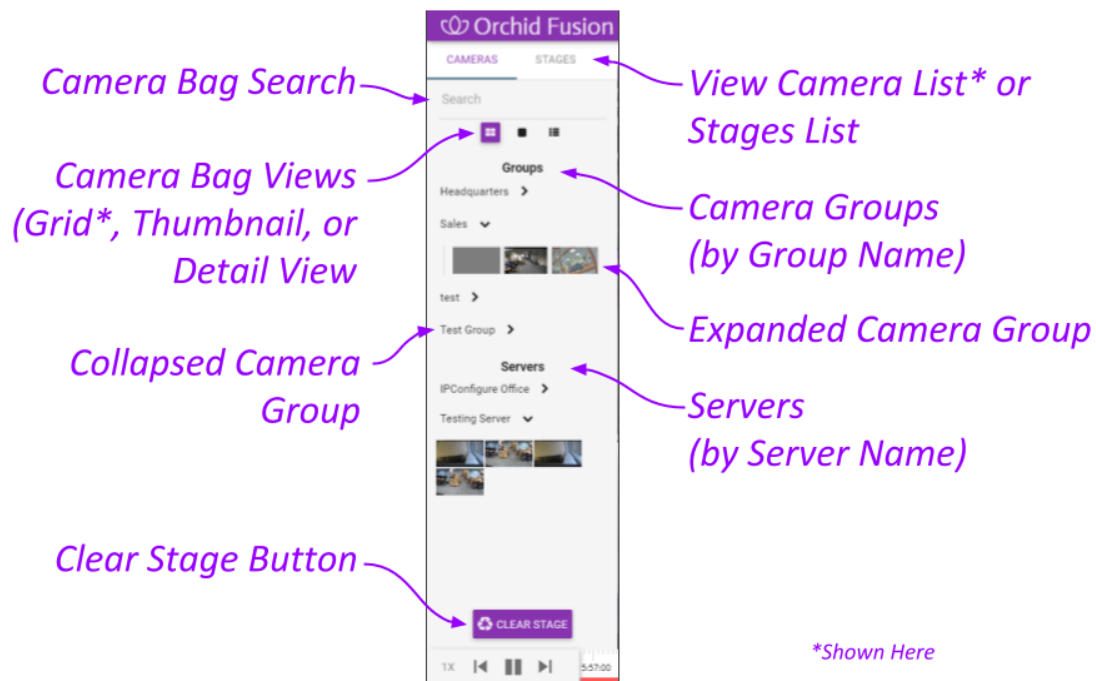 Orchid Fusion
CAMERAS STAGES
Camera Bag Search
View Camera List* or
Stages List
Search
Camera Bag Views
(Grid*, Thumbnail, or
Detail View
Groups
Headquarters
Camera Groups
(by Group Name)
Sales
test
Test Group
Expanded Camera Group
Collapsed Camera
Group
Servers
IPConfigure Office
Testing Server
Servers
(by Server Name)
Clear Stage Button
CLEAR STAGE
*Shown Here
1X
5:57:00